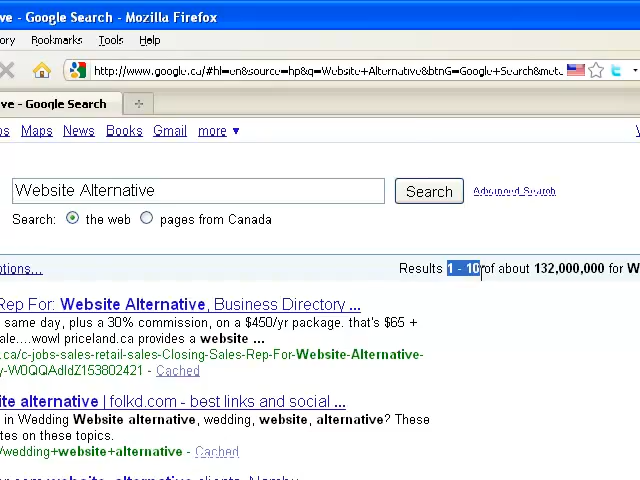 ve - Google Search - Mozilla Firefox
ory Bookmarks Tools Help
http://www.google.ca/#hl=en&source=hp&q=Website+Alternative&btnG=Google+Search&meta
ve - Google Search
ps Maps News Books Gmail more ▼
Website Alternative Search Advanced Search
Search: the web pages from Canada
ptions... Results 1 - 10 of about 132,000,000 for W
Rep For: Website Alternative, Business Directory ...
same day, plus a 30% commission, on a $450/yr package. that's $65 +
ale....wowl priceland.ca provides a website ...
.ca/c-jobs-sales-retail-sales-Closing-Sales-Rep-For-Website-Alternative-
y-W0QQAdIdZ153802421 - Cached
ite alternative | folkd.com - best links and social ...
in Wedding Website alternative, wedding, website, alternative? These
tes on these topics.
/wedding+website+alternative - Cached